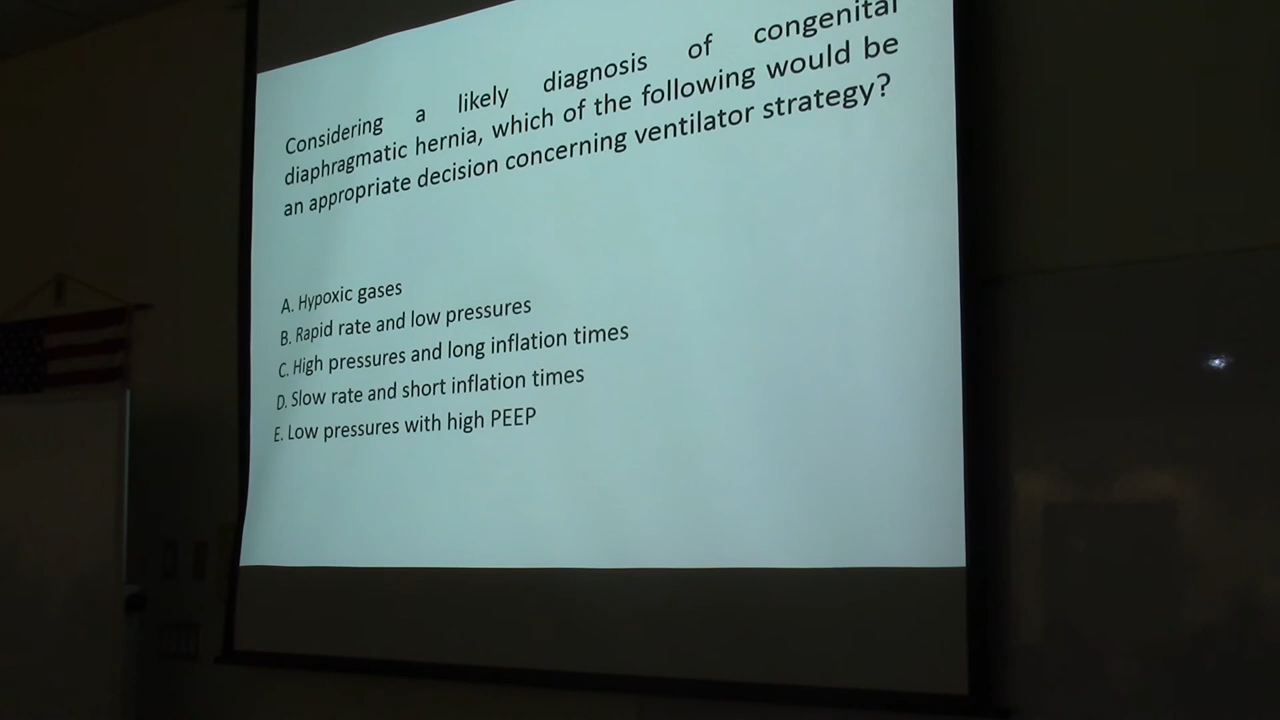 Considering a likely diagnosis of congenital
diaphragmatic hernia, which of the following would be
an appropriate decision concerning ventilator strategy?
A. Hypoxic gases
B. Rapid rate and low pressures
C. High pressures and long inflation times
D. Slow rate and short inflation times
E. Low pressures with high PEEP